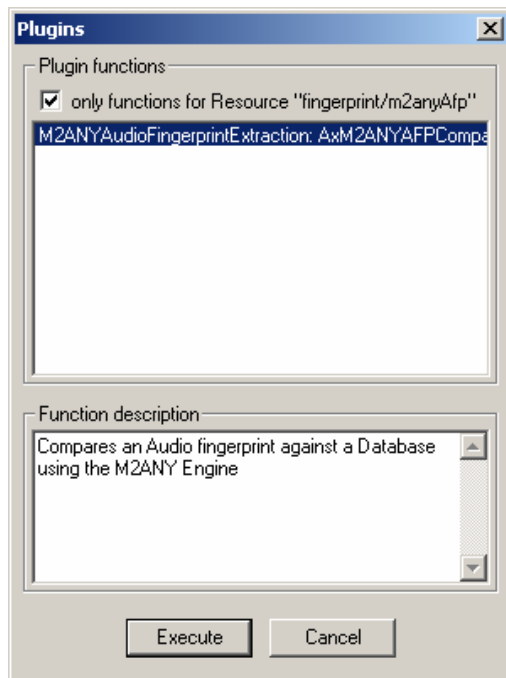 Plugins
Plugin functions
only functions for Resource "fingerprint/m2anyAfp"
M2ANYAudioFingerprintExtraction: AxM2ANYAFPCompa
Function description
Compares an Audio fingerprint against a Database
using the M2ANY Engine
Execute
Cancel